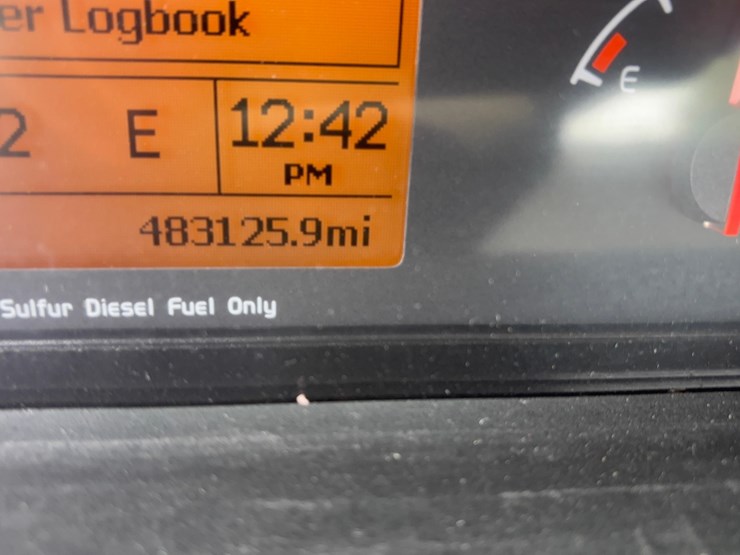 er Logbook
2 E 12:42
PM
483125.9mi
Sulfur Diesel Fuel Only
E